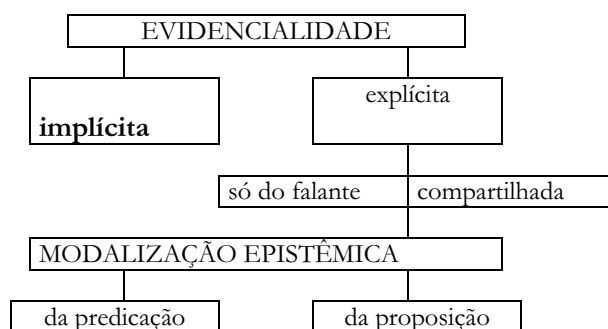 EVIDENCIALIDADE
explícita
implícita
só do falante compartilhada
MODALIZAÇÃO EPISTÊMICA
da predicação da proposição